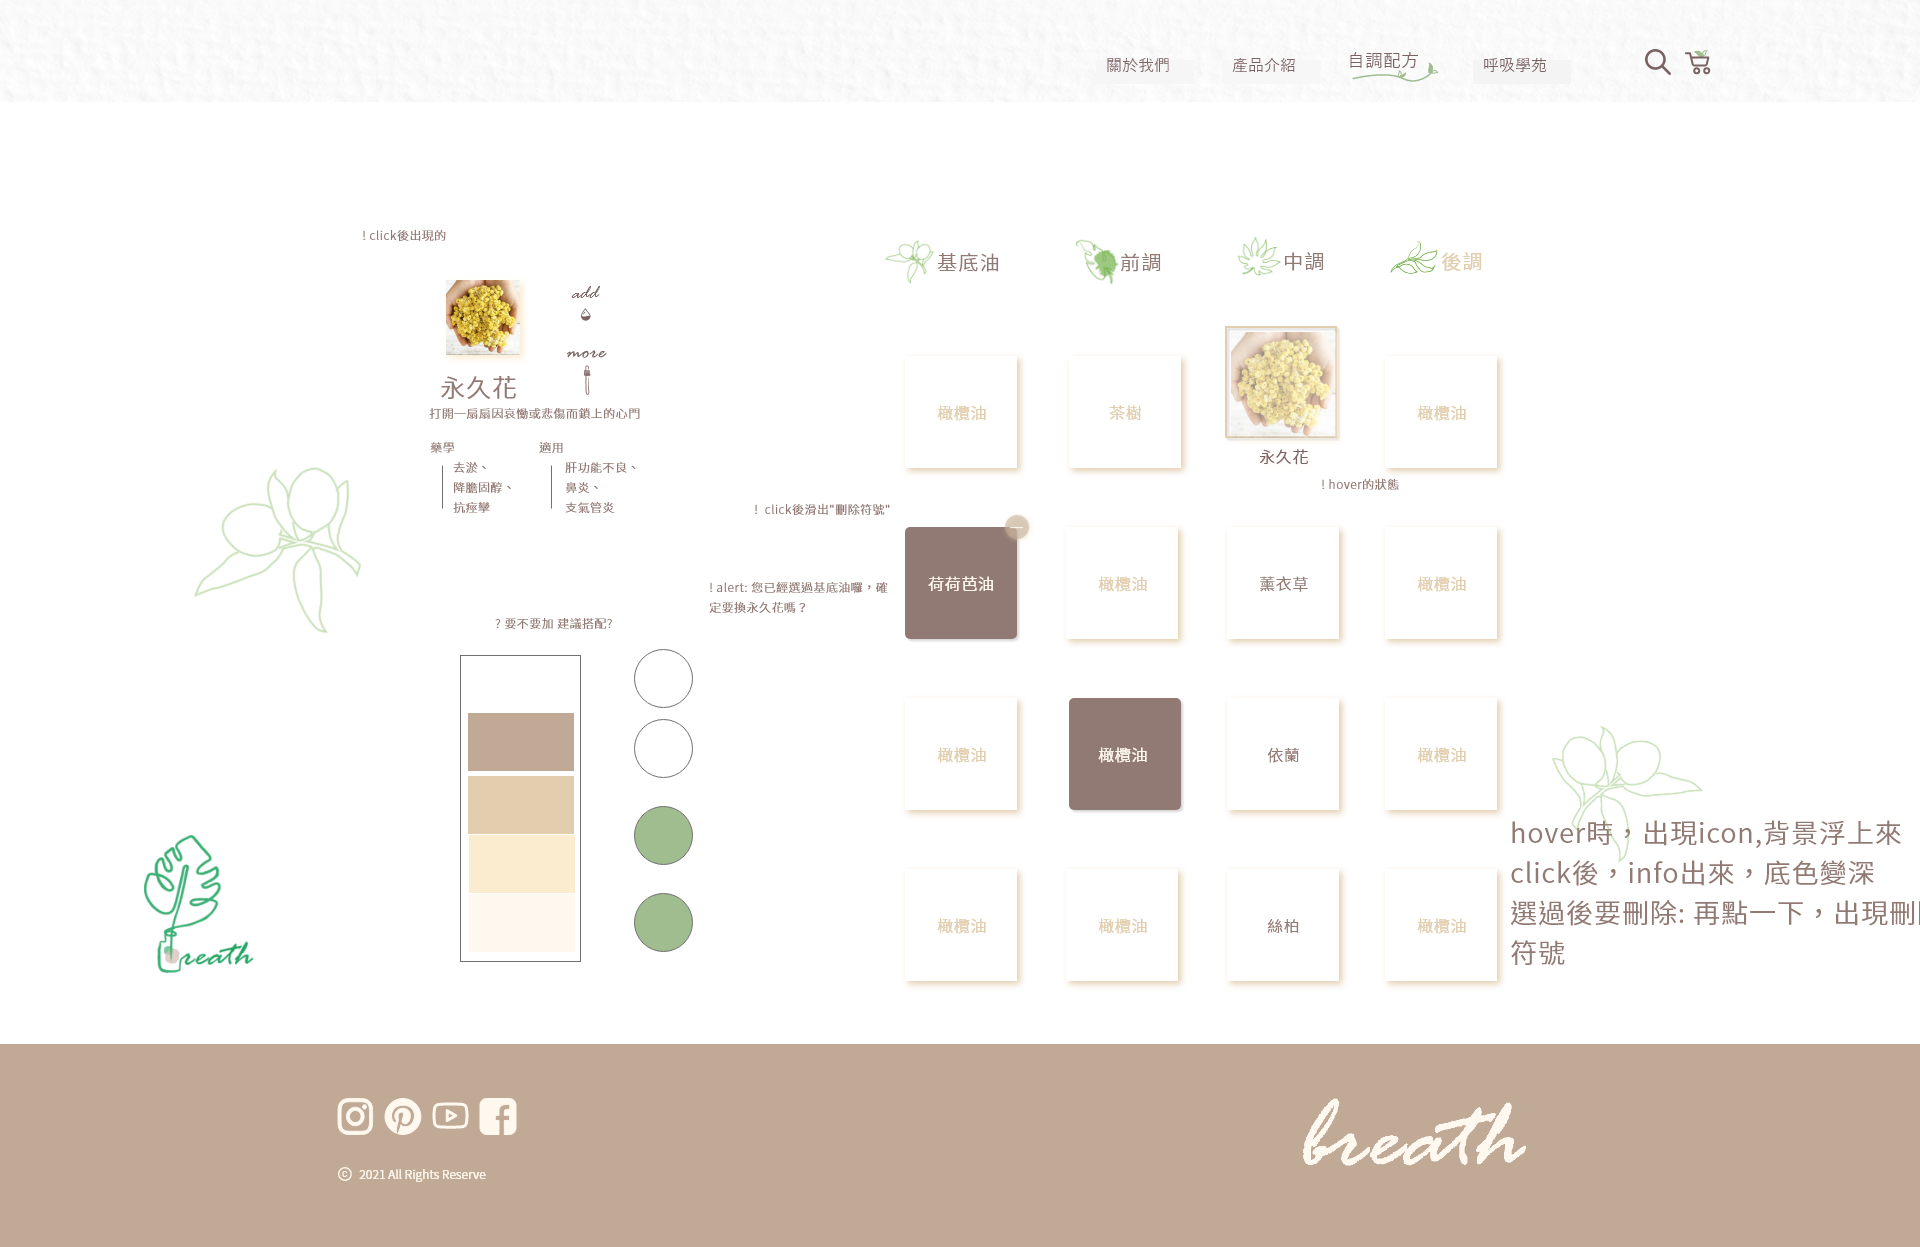 關於我們
產品介紹
自調配方
呼吸學苑
! click後出現的
基底油
前調
中調
後調
add
more
永久花
打開一扇扇因哀慟或悲傷而鎖上的心門
藥學
適用
去淤、
降膽固醇、
抗痙攣
肝功能不良、
鼻炎、
支氣管炎
橄欖油
茶樹
永久花
橄欖油
! hover的狀態
! click後滑出"刪除符號"
荷荷芭油
橄欖油
薰衣草
橄欖油
! alert: 您已經選過基底油囉，確
定要換永久花嗎？
? 要不要加 建議搭配?
橄欖油
橄欖油
依蘭
橄欖油
hover時，出現icon,背景浮上來
click後，info出來，底色變深
選過後要刪除: 再點一下，出現刪
符號
橄欖油
橄欖油
絲柏
橄欖油
reath
breath
© 2021 All Rights Reserve